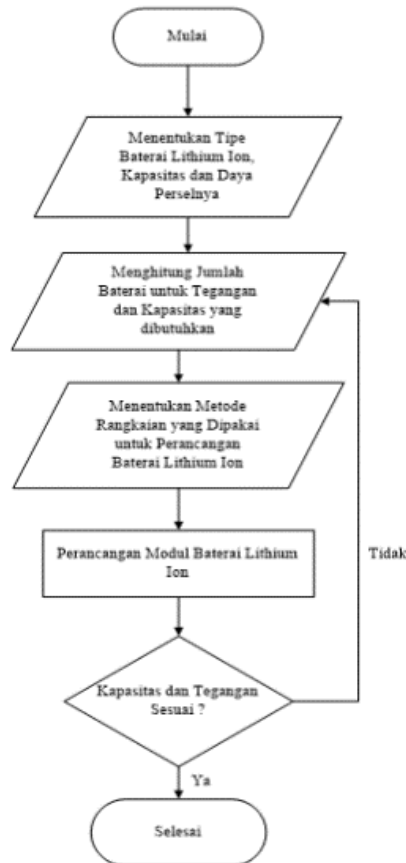 Mulai
Menentukan Tipe
Baterai Lithium Ion,
Kapasitas dan Daya
Perselnya
Menghitung Jumlah
Baterai untuk Tegangan
dan Kapasitas yang
dibutuhkan
Menentukan Metode
Rangkaian yang Dipakai
untuk Perancangan
Baterai Lithium Ion
Perancangan Modul Baterai Lithium
Ion
Tidak
Kapasitas dan Tegangan
Sesuai ?
Ya
Selesai